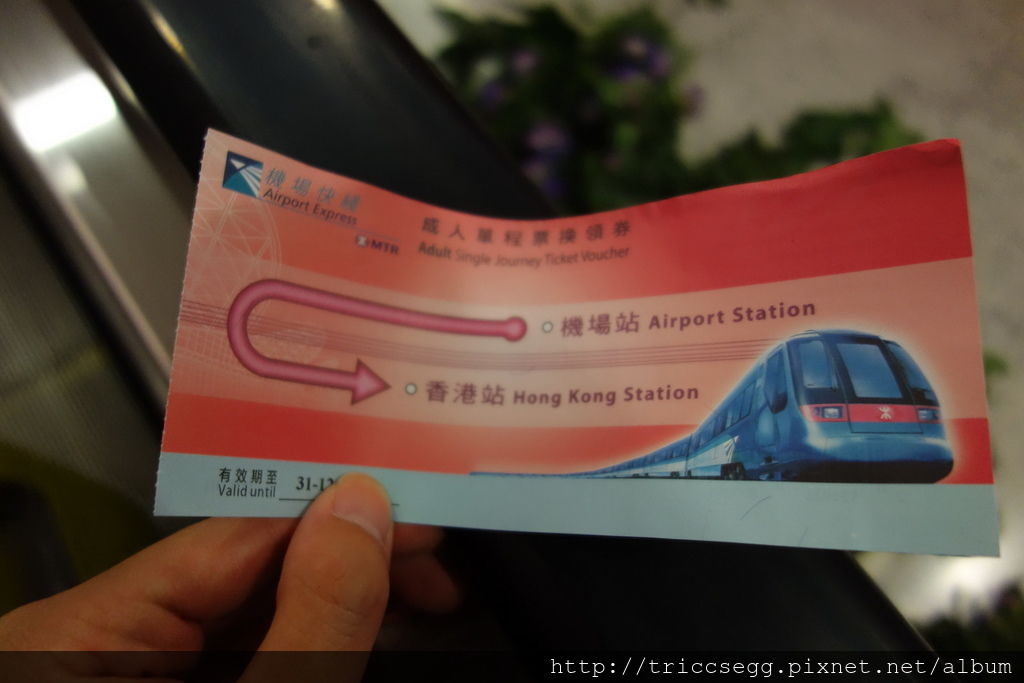 機場快綫
Airport Express
MTR
成人單程票換領券
Adult Single Journey Ticket Voucher
機場站 Airport Station
香港站 Hong Kong Station
有效期至
Valid until 31-12
http://triccsegg.pixnet.net/album